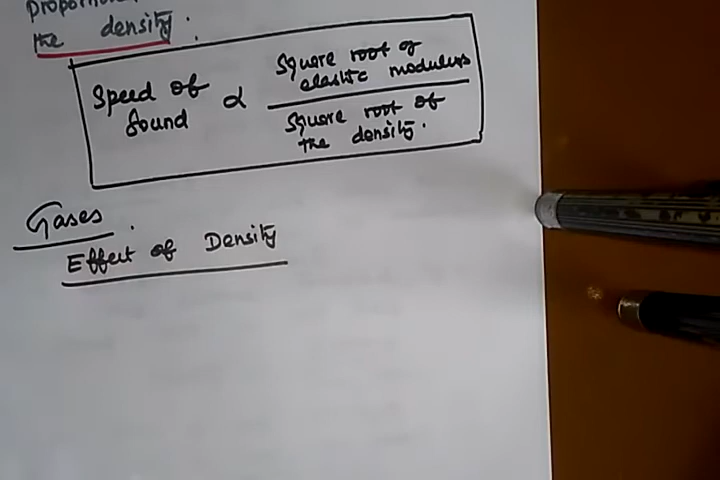 the density :
Speed of sound ∝ Square root of elastic modulus / Square root of the density.
Gases.
Effect of Density